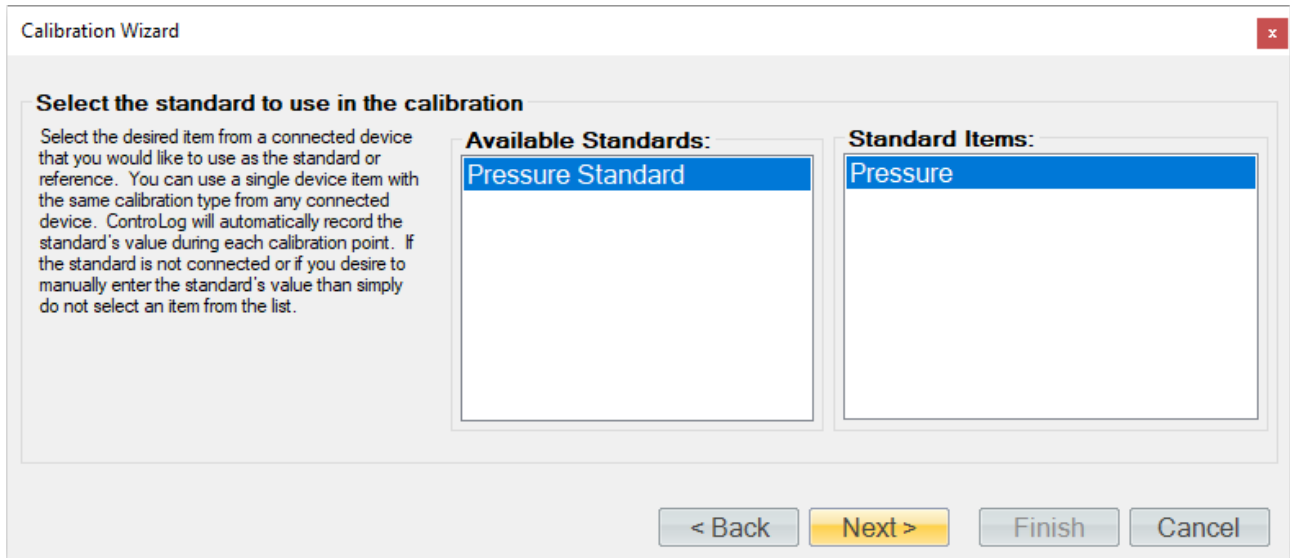 Calibration Wizard
x
Select the standard to use in the calibration
Select the desired item from a connected device
that you would like to use as the standard or
reference. You can use a single device item with
the same calibration type from any connected
device. ControLog will automatically record the
standard's value during each calibration point. If
the standard is not connected or if you desire to
manually enter the standard's value than simply
do not select an item from the list.
Available Standards:
Pressure Standard
Standard Items:
Pressure
< Back
Next >
Finish
Cancel